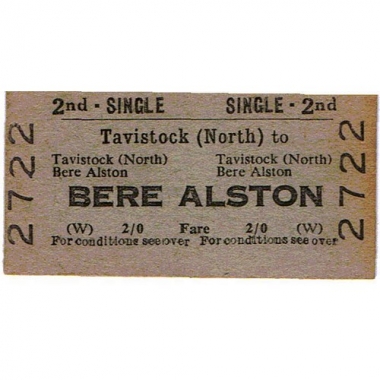 2nd - SINGLE SINGLE - 2nd
Tavistock (North) to
Tavistock (North) Tavistock (North)
Bere Alston Bere Alston
BERE ALSTON
(W) 2/0 Fare 2/0 (W)
For conditions see over For conditions see over
2722
2722